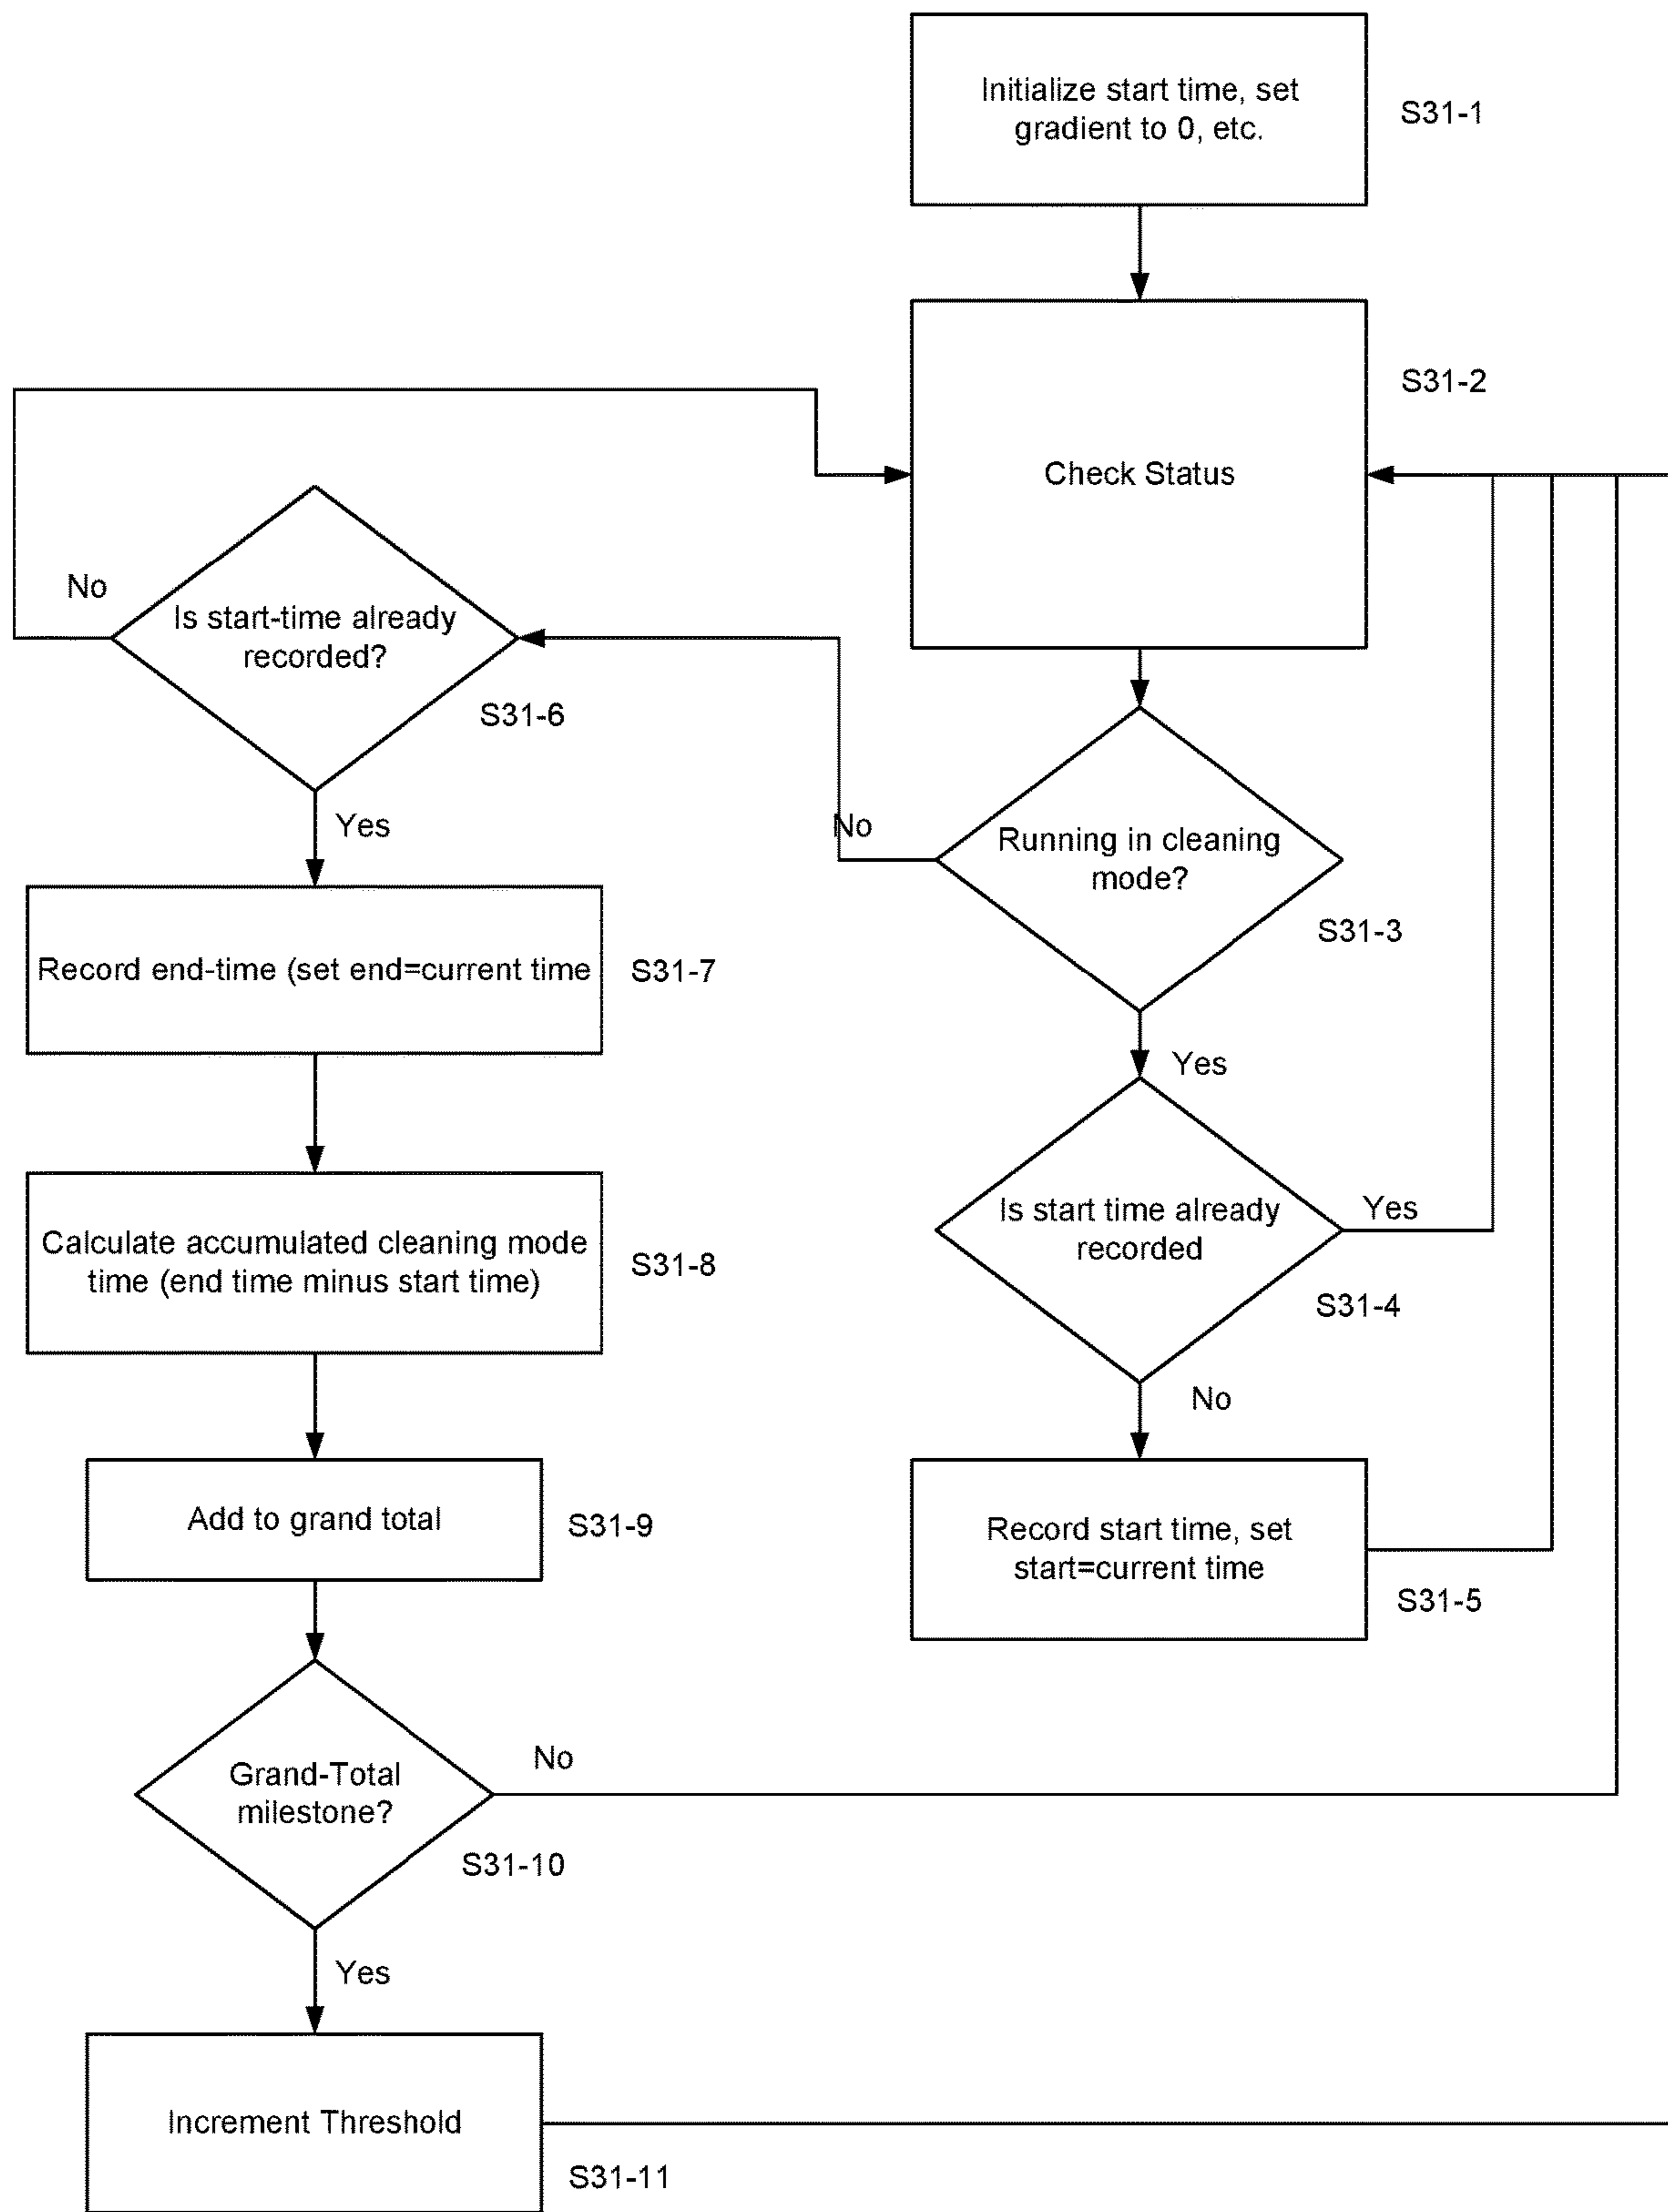 Initialize start time, set
gradient to 0, etc.
S31-1
S31-2
Check Status
No
Is start-time already
recorded?
S31-6
Yes
No
Running in cleaning
mode?
S31-3
Record end-time (set end=current time
S31-7
Yes
Is start time already
recorded
Yes
S31-4
Calculate accumulated cleaning mode
time (end time minus start time)
S31-8
No
Add to grand total
S31-9
Record start time, set
start=current time
S31-5
Grand-Total
milestone?
No
S31-10
Yes
Increment Threshold
S31-11